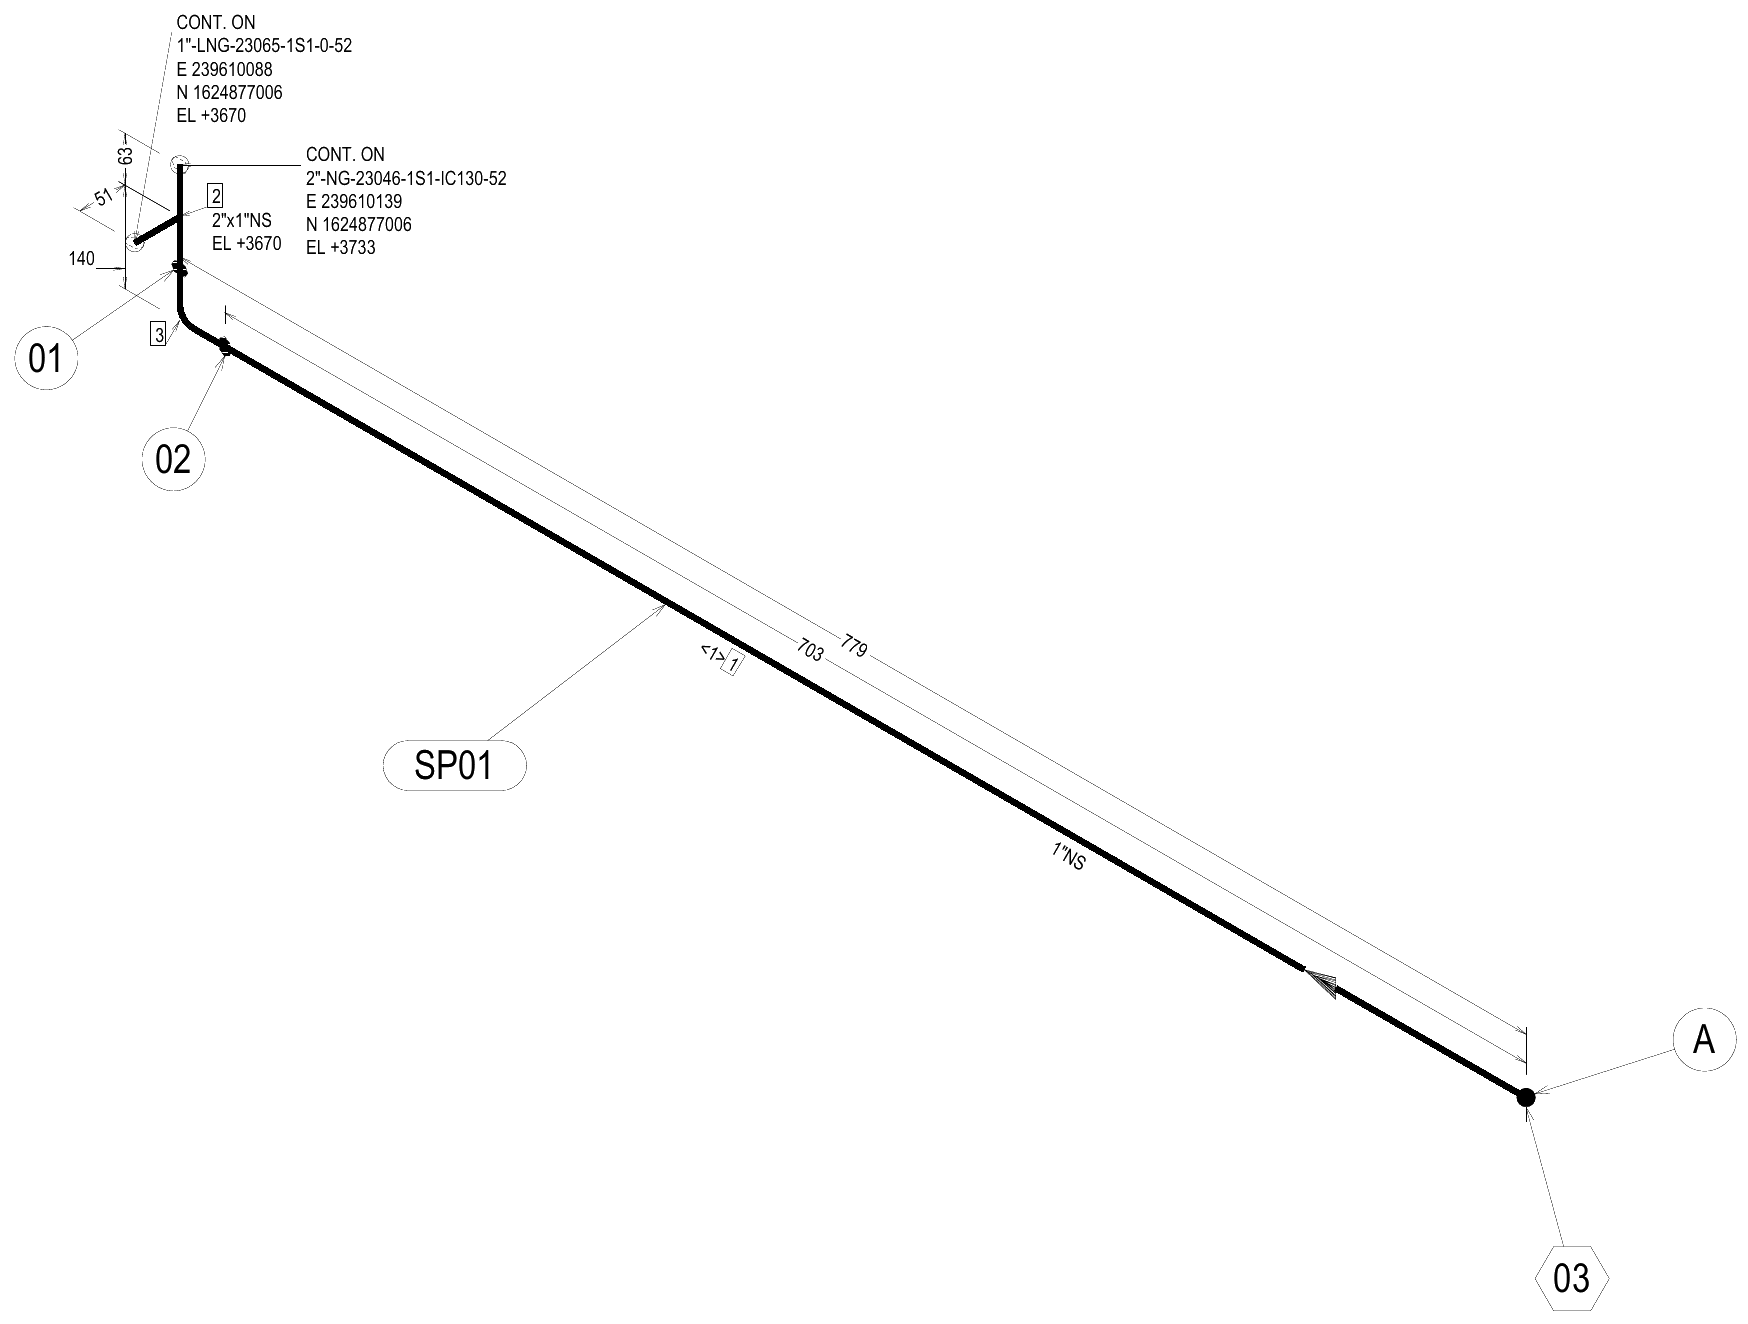 CONT. ON
1"-LNG-23065-1S1-0-52
E 239610088
N 1624877006
EL +3670
CONT. ON
2"-NG-23046-1S1-IC130-52
E 239610139
N 1624877006
EL +3733
63
51
2
2"x1"NS
EL +3670
140
01
3
02
779
703
<1>
1
SP01
1"NS
A
03